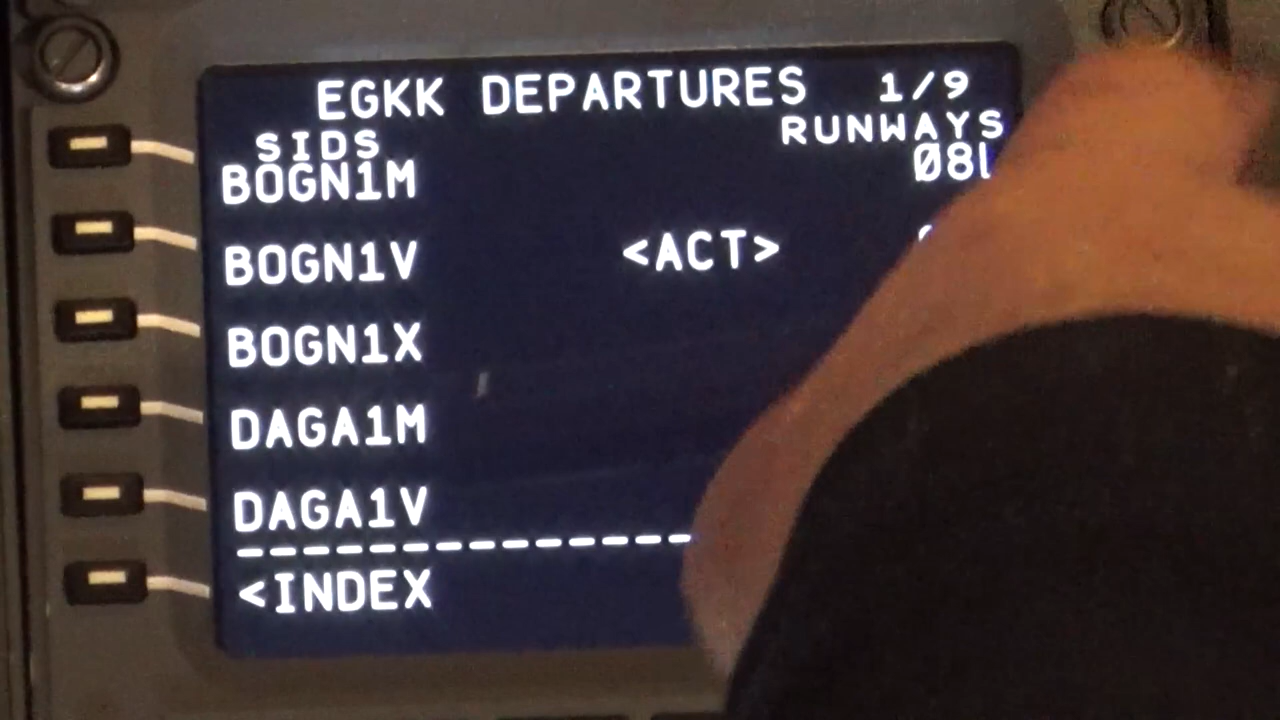 EGKK DEPARTURES 1/9
SIDS RUNWAYS
BOGN1M 08L
BOGN1V <ACT>
BOGN1X
DAGA1M
DAGA1V
--------------
<INDEX